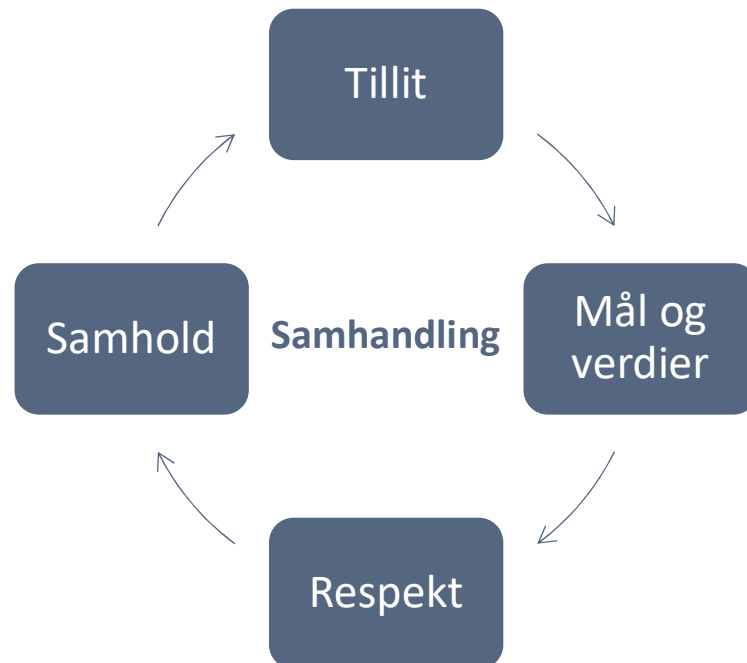 Tillit
Samhold
Samhandling
Mål og
verdier
Respekt